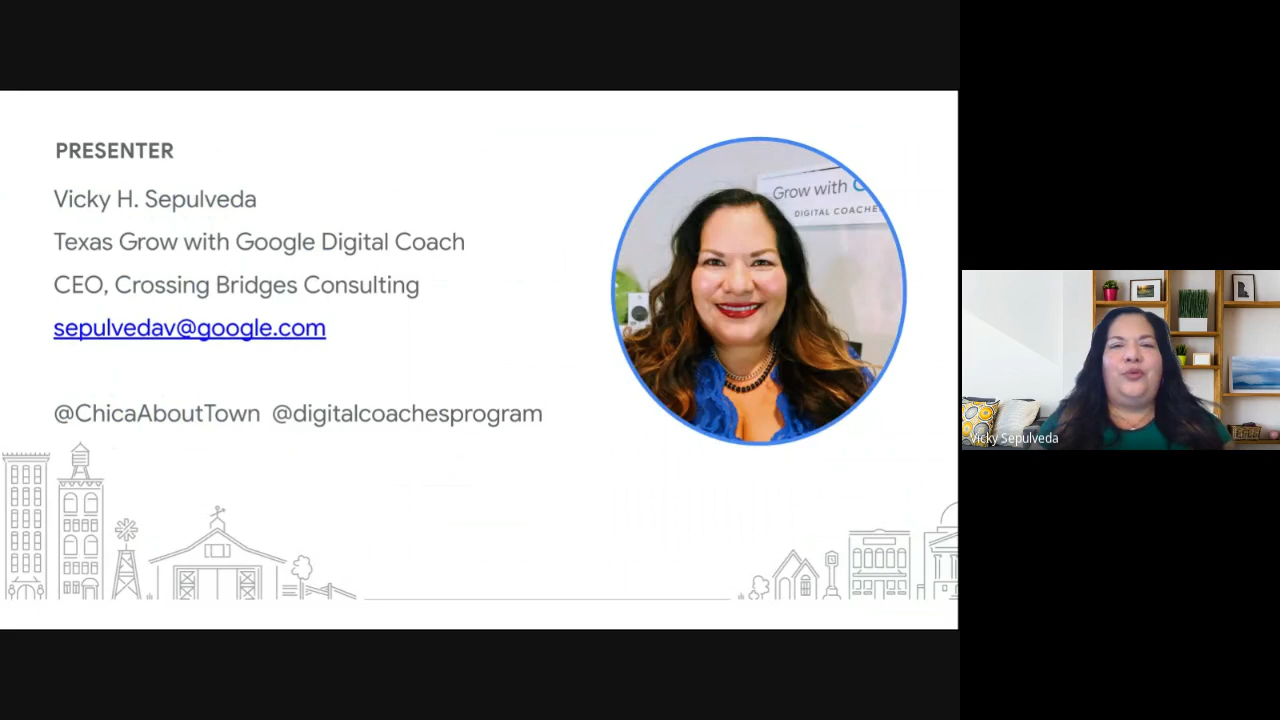 PRESENTER
Vicky H. Sepulveda
Texas Grow with Google Digital Coach
CEO, Crossing Bridges Consulting
sepulvedav@google.com
@ChicaAboutTown @digitalcoachesprogram
Grow with
DIGITAL COACHE
Vicky Sepulveda